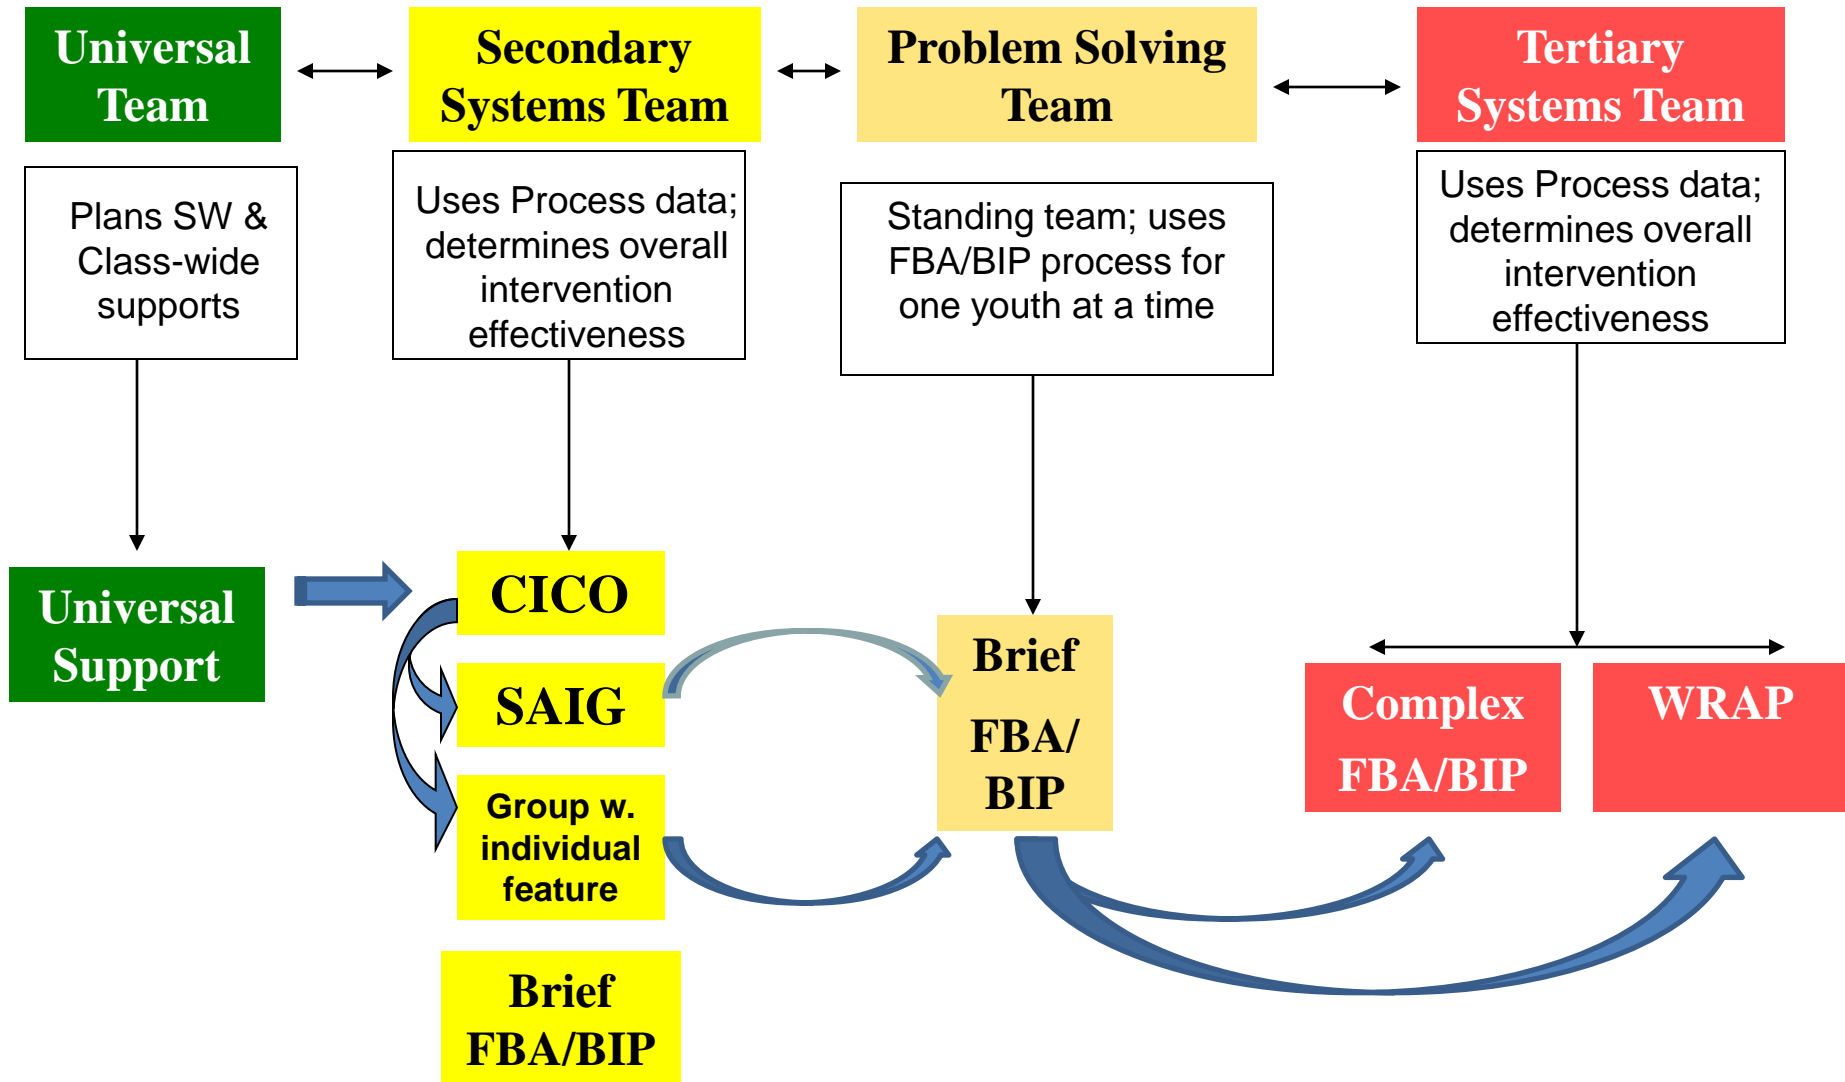 Universal
Team
Secondary
Systems Team
Problem Solving
Team
Tertiary
Systems Team
Plans SW &
Class-wide
supports
Uses Process data;
determines overall
intervention
effectiveness
Standing team; uses
FBA/BIP process for
one youth at a time
Uses Process data;
determines overall
intervention
effectiveness
Universal
Support
CICO
SAIG
Group w.
individual
feature
Brief
FBA/BIP
Brief
FBA/
BIP
Complex
FBA/BIP
WRAP